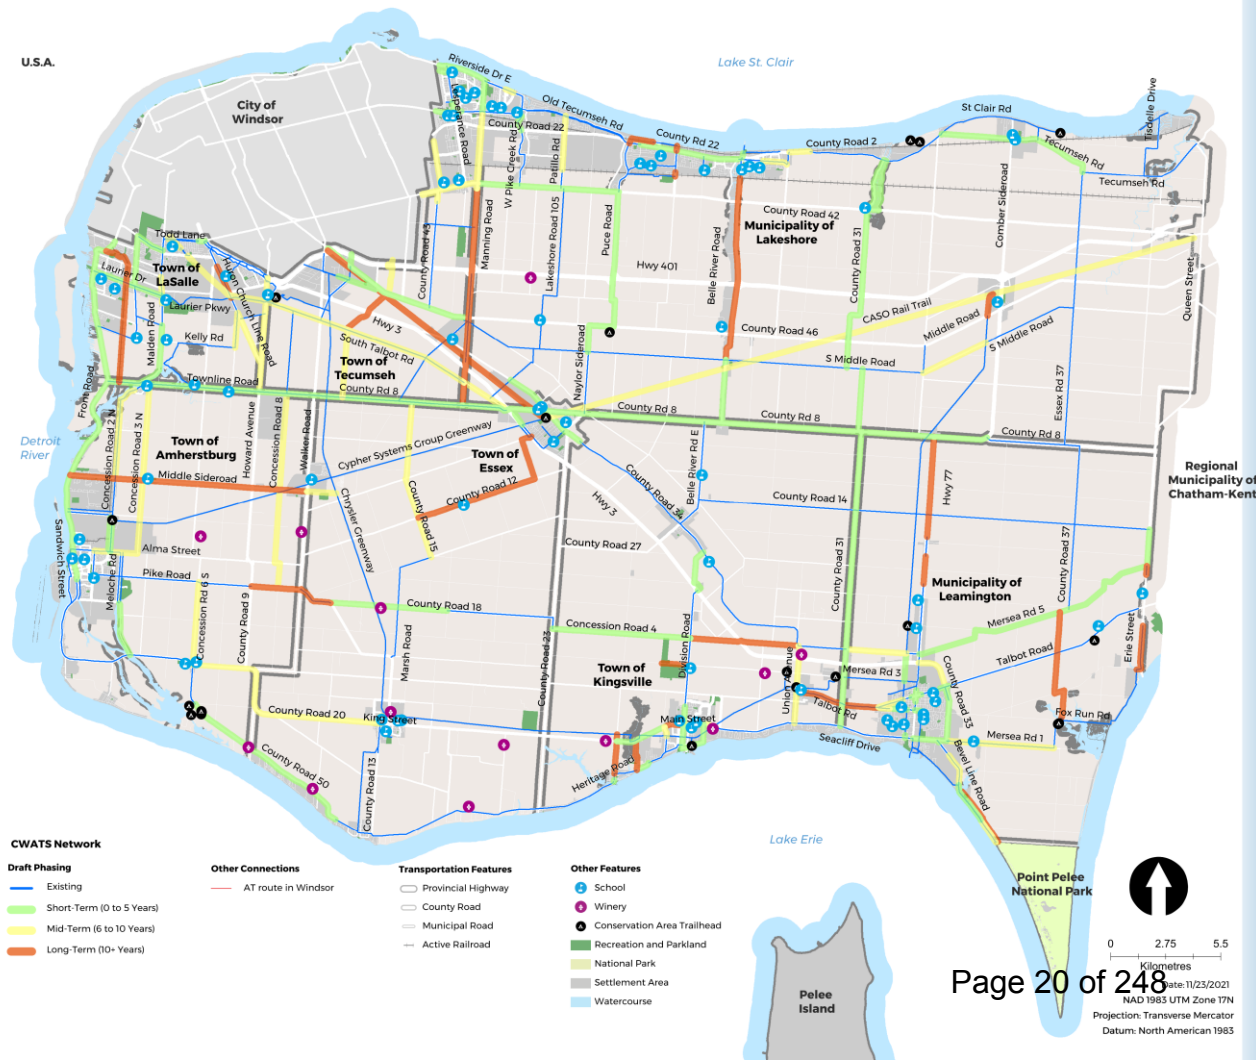 U.S.A.
Lake St. Clair
City of
Windsor
Riverside Dr E
Old Tecumseh Rd
County Road 22
County Rd 22
County Road 2
St Clair Rd
Tecumseh Rd
Tecumseh Rd
Tisdelle Drive
W Pike Creek Rd
Patillo Rd
Manning Road
Lakeshore Road 105
Puce Road
County Road 43
County Road 42
Municipality of
Lakeshore
Comber Sideroad
County Road 31
Belle River Road
Hwy 401
Queen Street
Todd Lane
Town of
LaSalle
Laurier Dr
Laurier Pkwy
Huron Church Line Road
Malden Road
Kelly Rd
Hwy 3
South Talbot Rd
Town of
Tecumseh
County Rd 8
Naylor Sideroad
County Road 46
CASO Rail Trail
Middle Road
S Middle Road
S Middle Road
Essex Rd 37
Front Road
Townline Road
County Rd 8
County Rd 8
County Rd 8
Detroit
River
Concession Road 2 N
Concession Road 3 N
Town of
Amherstburg
Howard Avenue
Concession Road 8
Walker Road
Cypher Systems Group Greenway
Town of
Essex
Middle Sideroad
County Road 12
County Road 15
Chrysler Greenway
Hwy 3
County Road 34
Belle River Rd E
County Road 14
Hwy 77
Regional
Municipality of
Chatham-Kent
Sandwich Street
Alma Street
Pike Road
Meloche Rd
Concession Rd 6 S
County Road 9
County Road 27
County Road 31
County Road 37
Municipality of
Leamington
County Road 18
Concession Road 4
Mersea Rd 5
Talbot Road
Erie Street
Marsh Road
County Road 23
Town of
Kingsville
Division Road
Union Avenue
Mersea Rd 3
Talbot Rd
County Road 33
Fox Run Rd
Mersea Rd 1
County Road 20
King Street
Main Street
Seacliff Drive
Bevel Line Road
County Road 50
County Road 13
Heritage Road
Lake Erie
Point Pelee
National Park
Pelee
Island
CWATS Network
Draft Phasing
Existing
Short-Term (0 to 5 Years)
Mid-Term (6 to 10 Years)
Long-Term (10+ Years)
Other Connections
AT route in Windsor
Transportation Features
Provincial Highway
County Road
Municipal Road
Active Railroad
Other Features
School
Winery
Conservation Area Trailhead
Recreation and Parkland
National Park
Settlement Area
Watercourse
0 2.75 5.5
Kilometres
Page 20 of 248
Date: 11/23/2021
NAD 1983 UTM Zone 17N
Projection: Transverse Mercator
Datum: North American 1983